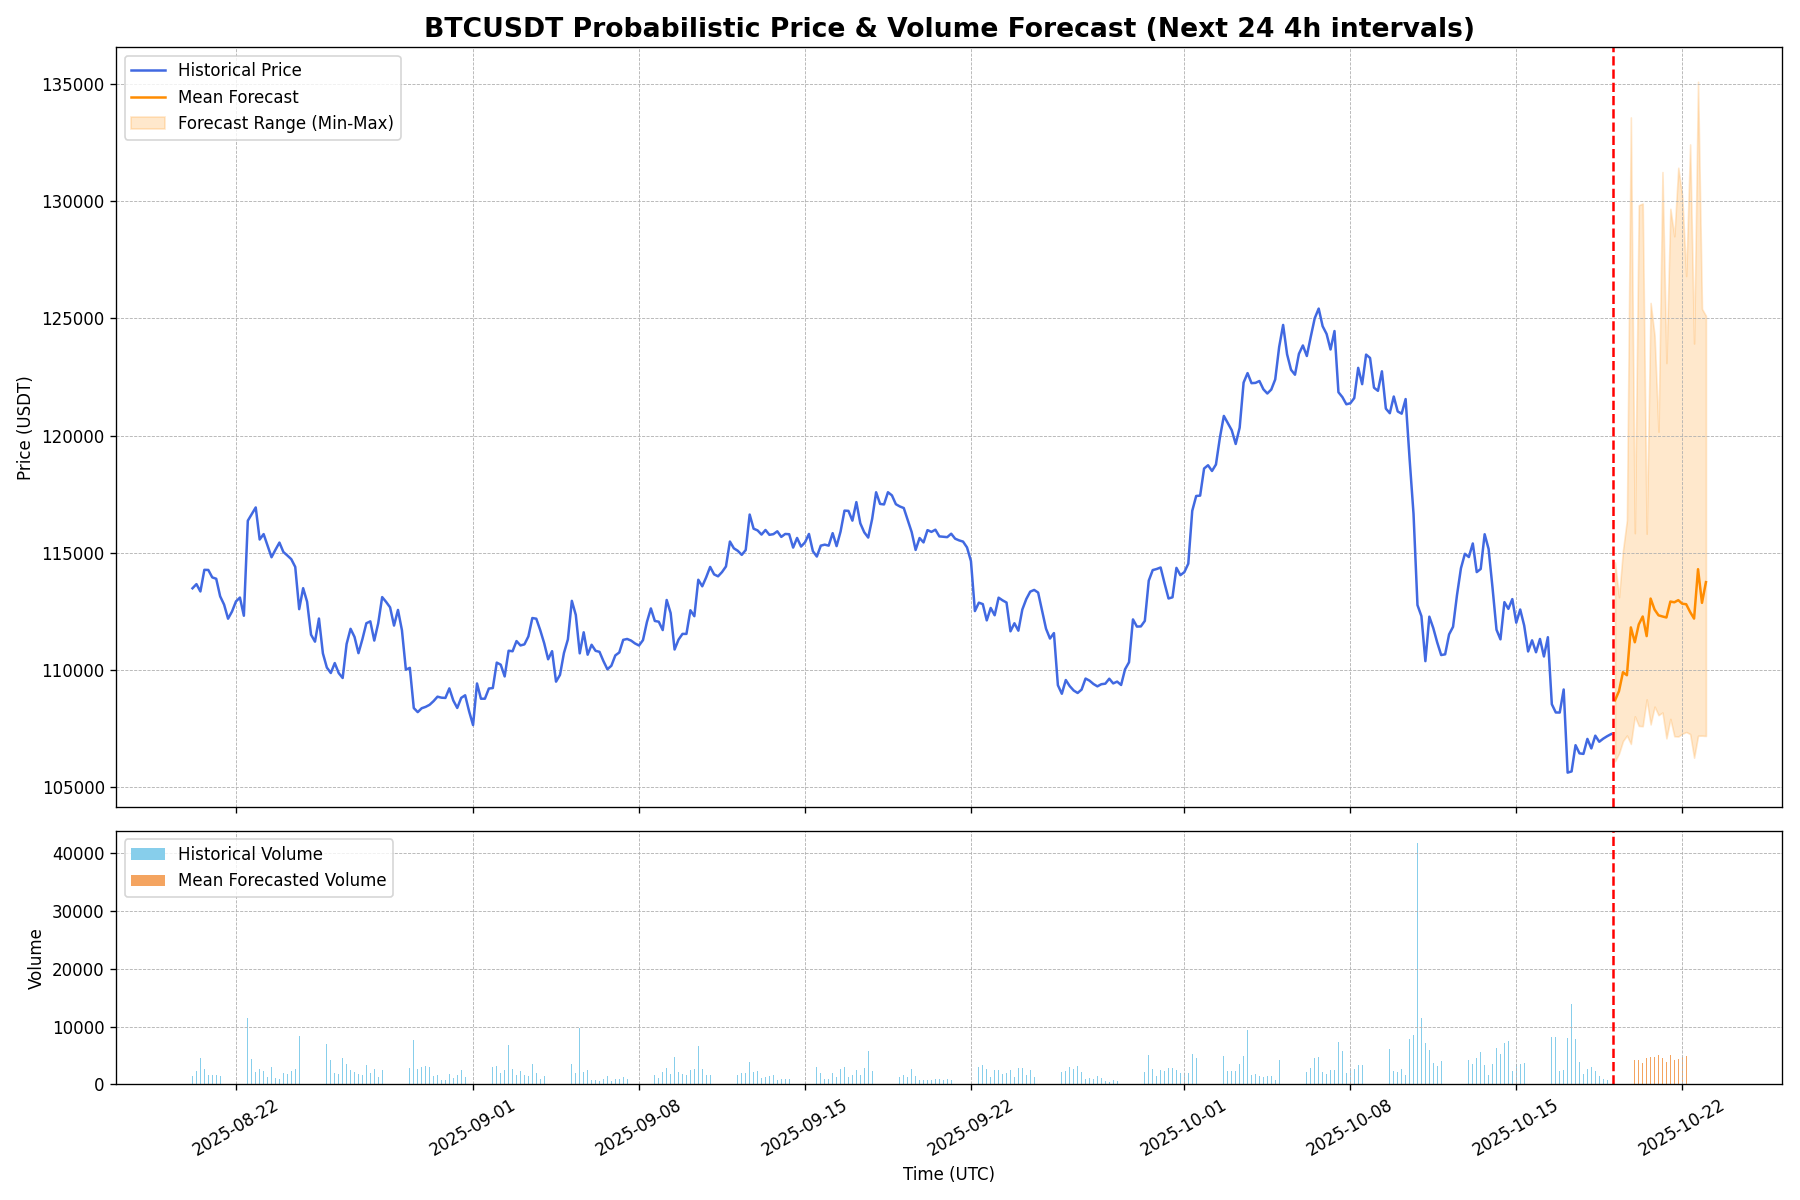 BTCUSDT Probabilistic Price & Volume Forecast (Next 24 4h intervals)
Historical Price
Mean Forecast
Forecast Range (Min-Max)
135000
130000
125000
120000
115000
110000
105000
Price (USDT)
Historical Volume
Mean Forecasted Volume
40000
30000
20000
10000
0
Volume
2025-08-22
2025-09-01
2025-09-08
2025-09-15
2025-09-22
2025-10-01
2025-10-08
2025-10-15
2025-10-22
Time (UTC)